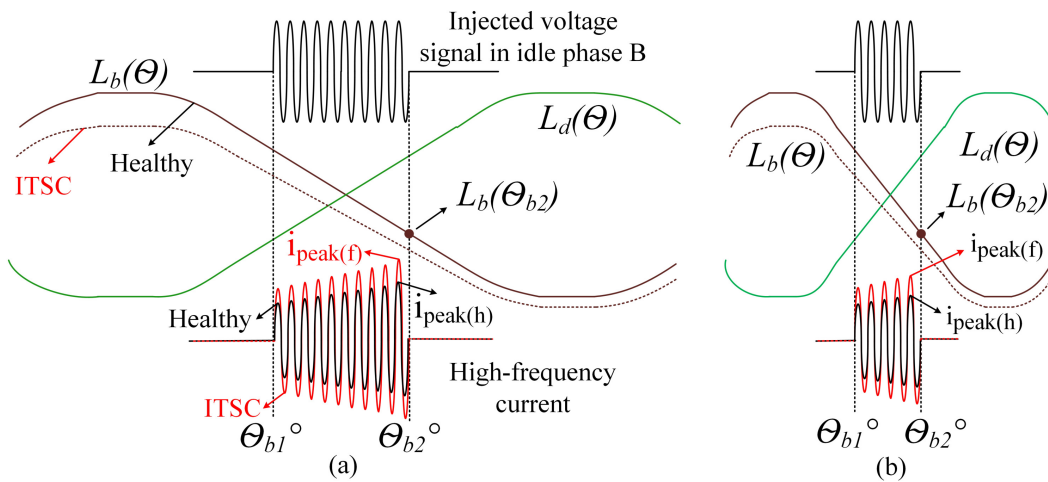 Injected voltage
signal in idle phase B
L_b(Θ)
L_d(Θ)
Healthy
ITSC
L_b(Θ_b2)
i_peak(f)
Healthy
i_peak(h)
High-frequency
current
ITSC
Θ_b1°
Θ_b2°
(a)
L_b(Θ)
L_d(Θ)
L_b(Θ_b2)
i_peak(f)
i_peak(h)
Θ_b1°
Θ_b2°
(b)